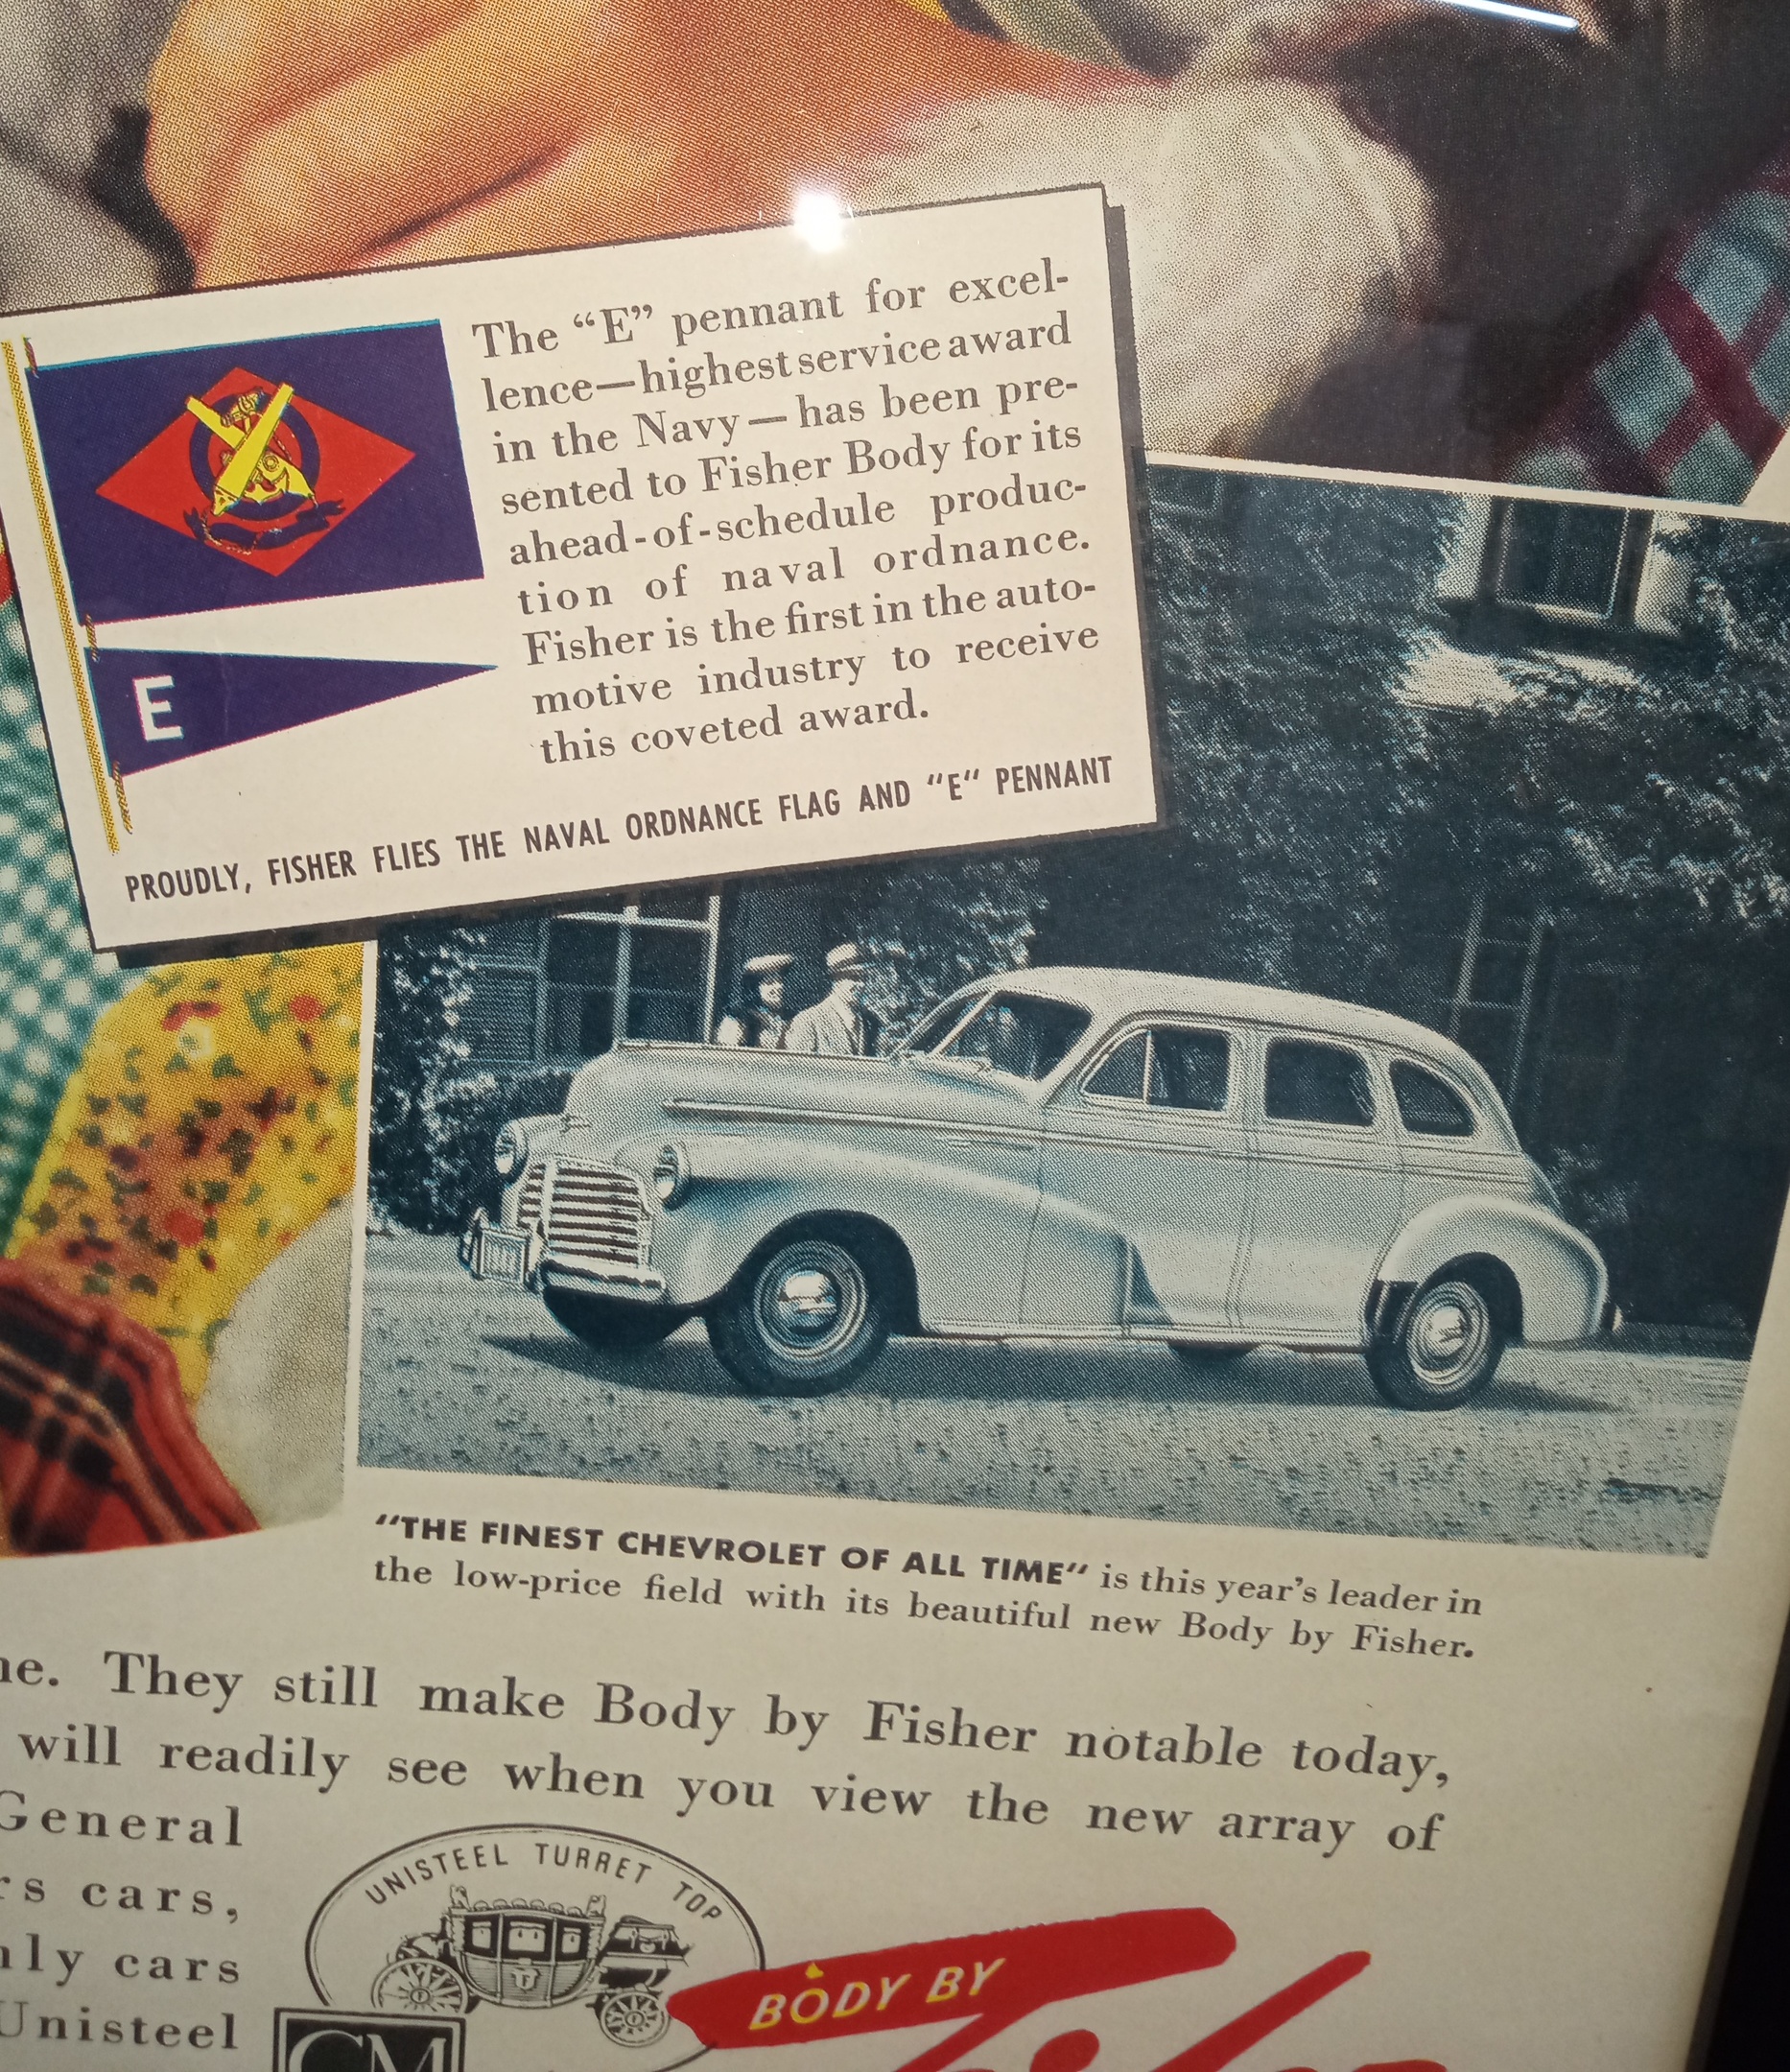 The “E” pennant for excel-
lence—highest service award
in the Navy—has been pre-
sented to Fisher Body for its
ahead-of-schedule produc-
tion of naval ordnance.
Fisher is the first in the auto-
motive industry to receive
this coveted award.
E
PROUDLY, FISHER FLIES THE NAVAL ORDNANCE FLAG AND "E" PENNANT
"THE FINEST CHEVROLET OF ALL TIME" is this year's leader in
the low-price field with its beautiful new Body by Fisher.
They still make Body by Fisher notable today,
will readily see when you view the new array of
General
cars,
cars
Unisteel
UNISTEEL TURRET TOP
GM
BODY BY